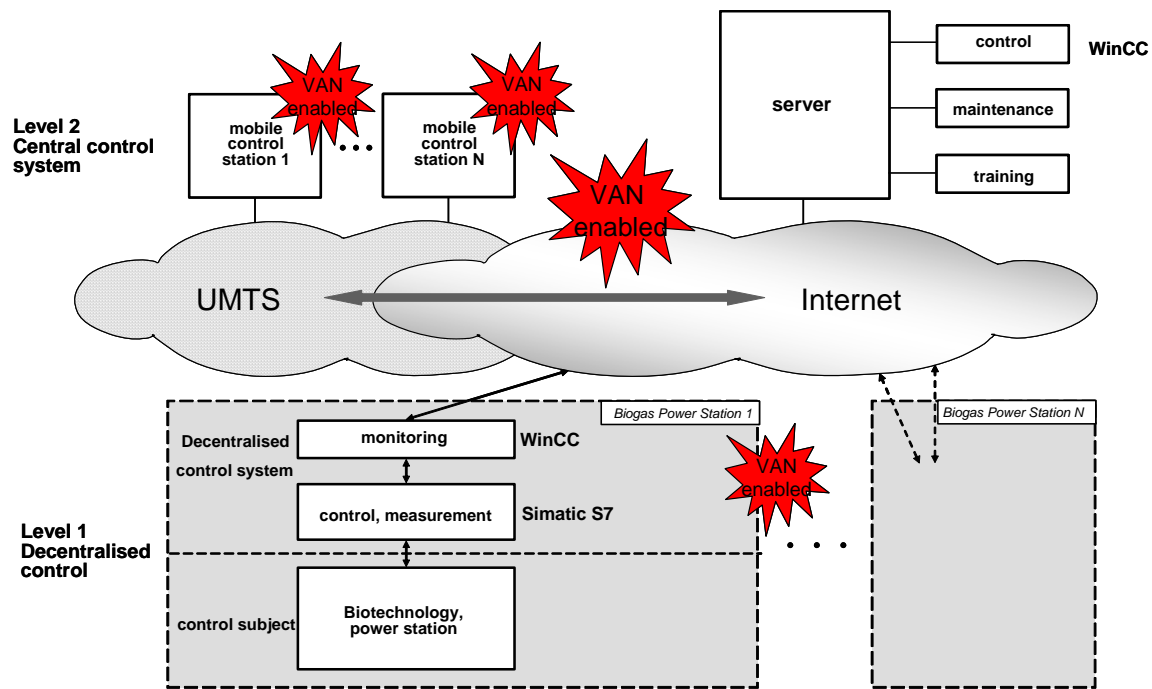 VAN
enabled
VAN
enabled
control
WinCC
server
Level 2
Central control
system
mobile
control
station 1
...
mobile
control
station N
maintenance
training
VAN
enabled
UMTS
Internet
Biogas Power Station 1
Biogas Power Station N
Decentralised
control system
monitoring
WinCC
VAN
enabled
control, measurement
Simatic S7
Level 1
Decentralised
control
...
control subject
Biotechnology,
power station